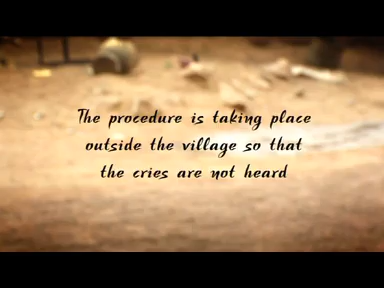 The procedure is taking place
outside the village so that
the cries are not heard